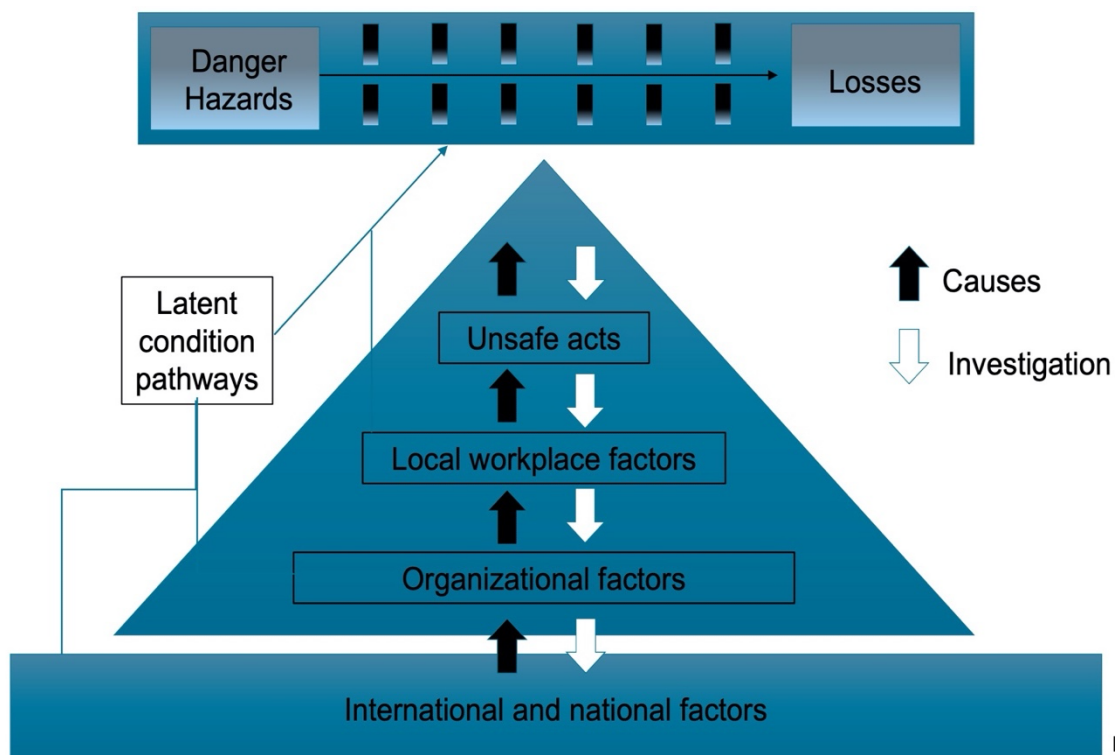 Danger
Hazards
Losses
Latent
condition
pathways
Causes
Investigation
Unsafe acts
Local workplace factors
Organizational factors
International and national factors